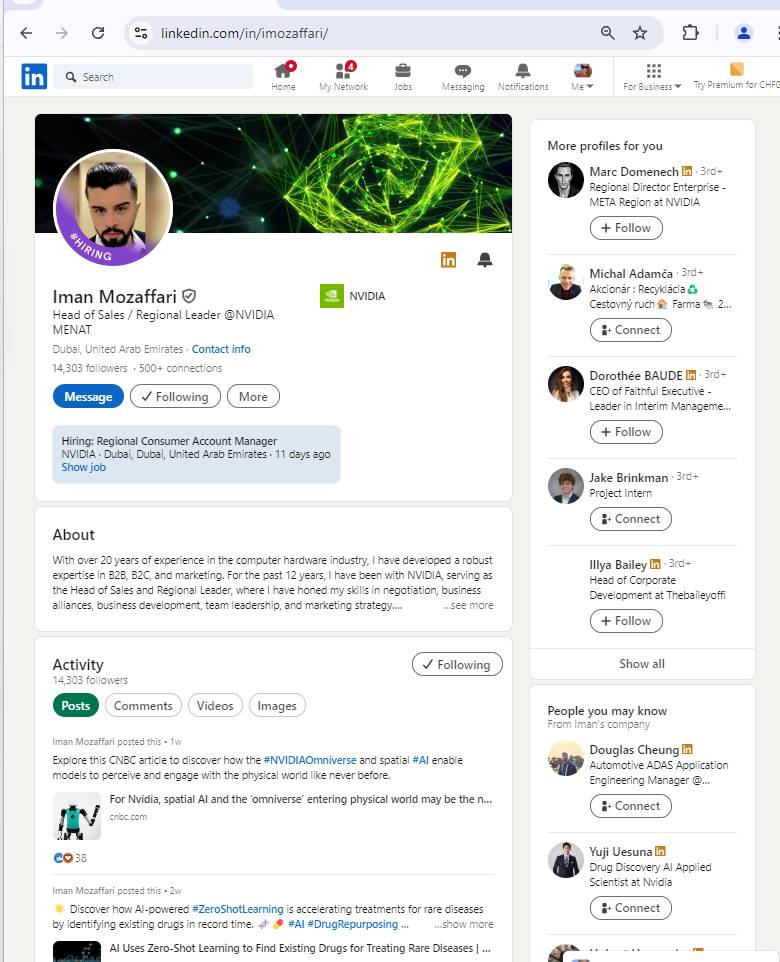 linkedin.com/in/imozaffari/
in
Search
Home
4
My Network
Jobs
Messaging
Notifications
Me
For Business
Try Premium for CHF0
#HIRING
in
Iman Mozaffari
NVIDIA
Head of Sales / Regional Leader @NVIDIA
MENAT
Dubai, United Arab Emirates · Contact info
14,303 followers · 500+ connections
Message
Following
More
Hiring: Regional Consumer Account Manager
NVIDIA · Dubai, Dubai, United Arab Emirates · 11 days ago
Show job
About
With over 20 years of experience in the computer hardware industry, I have developed a robust
expertise in B2B, B2C, and marketing. For the past 12 years, I have been with NVIDIA, serving as
the Head of Sales and Regional Leader, where I have honed my skills in negotiation, business
alliances, business development, team leadership, and marketing strategy.... ...see more
Activity
14,303 followers
Following
Posts
Comments
Videos
Images
Iman Mozaffari posted this • 1w
Explore this CNBC article to discover how the #NVIDIAOmniverse and spatial #AI enable
models to perceive and engage with the physical world like never before.
For Nvidia, spatial AI and the 'omniverse' entering physical world may be the n...
cnbc.com
38
Iman Mozaffari posted this • 2w
☀️ Discover how AI-powered #ZeroShotLearning is accelerating treatments for rare diseases
by identifying existing drugs in record time. 🧬 💊 #AI #DrugRepurposing ... ...show more
AI Uses Zero-Shot Learning to Find Existing Drugs for Treating Rare Diseases | ...
More profiles for you
Marc Domenech in · 3rd+
Regional Director Enterprise -
META Region at NVIDIA
+ Follow
Michal Adamča · 3rd+
Akcionár : Recyklácia♻️
Cestovný ruch🏠 Farma 🐄 2...
Connect
Dorothée BAUDE in · 3rd+
CEO of Faithful Executive -
Leader in Interim Manageme...
+ Follow
Jake Brinkman · 3rd+
Project Intern
Connect
Illya Bailey in · 3rd+
Head of Corporate
Development at Thebaileyoffi
+ Follow
Show all
People you may know
From Iman's company
Douglas Cheung in
Automotive ADAS Application
Engineering Manager @...
Connect
Yuji Uesuna in
Drug Discovery AI Applied
Scientist at Nvidia
Connect